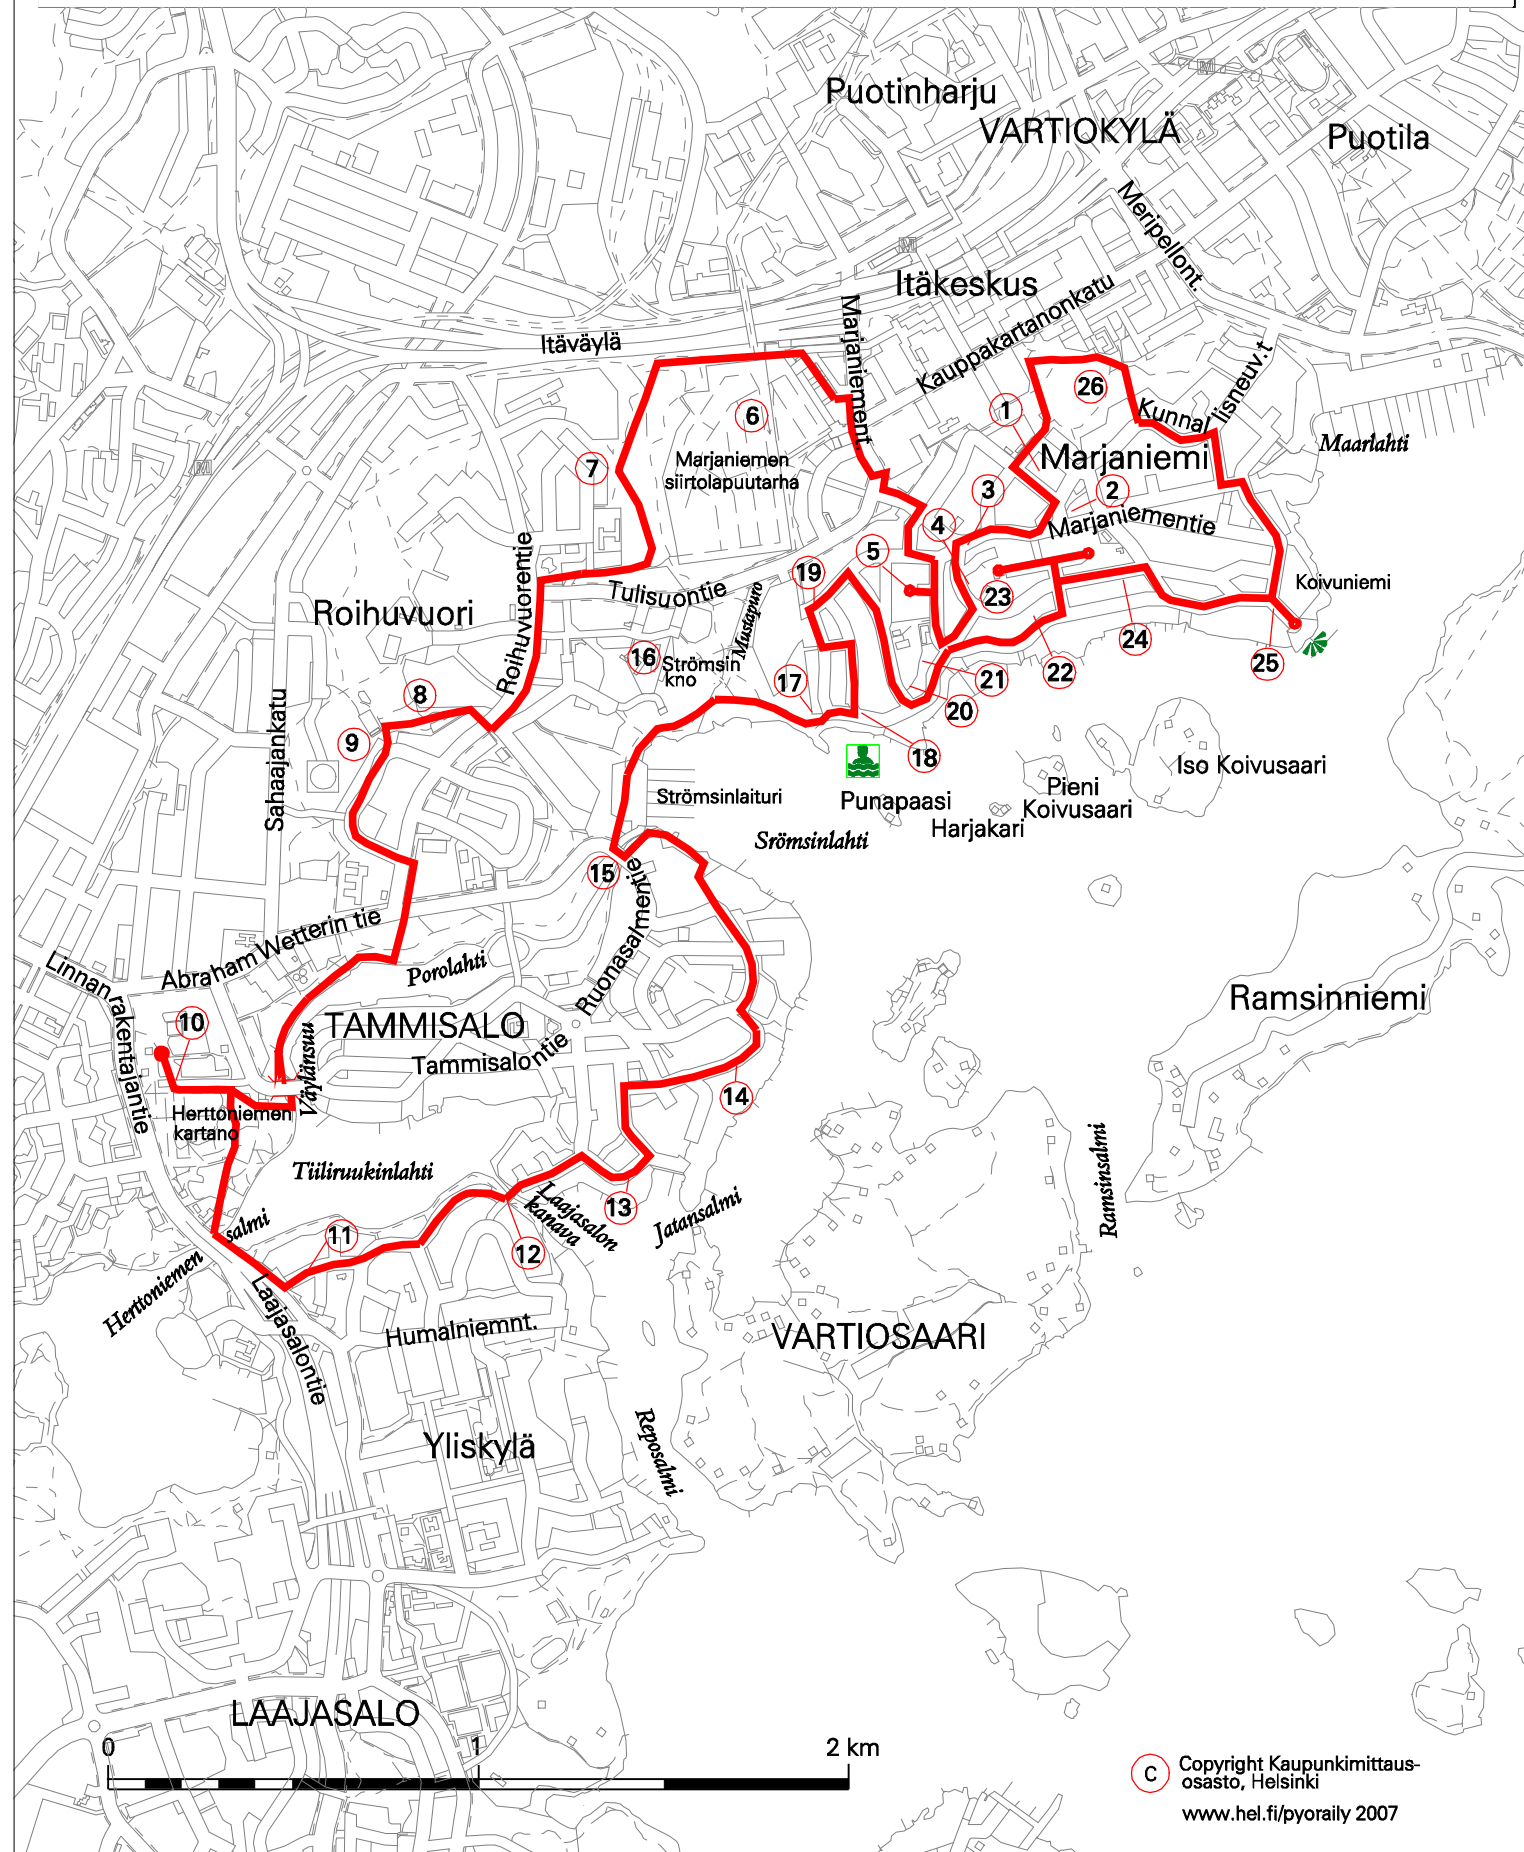 Puotinharju
VARTIOKYLÄ
Puotila
M
Meripellont.
M
Itäkeskus
Kauppakartanonkatu
Marjaniement.
Itäväylä
26
Kunnal
lisneuv.t
1
6
Maarlahti
Marjaniemi
Marjaniemen
siirtolapuutarha
7
M
3
2
Marjaniementie
4
5
19
Koivuniemi
Tulisuontie
Mustapuro
23
Roihuvuori
Roihuvuorentie
24
16
Strömsin
kno
25
22
17
21
8
20
9
18
Sahaajankatu
Iso Koivusaari
Pieni
Koivusaari
Strömsinlaituri
Punapaasi
Harjakari
Srömsinlahti
15
Ruonasalmentie
Abraham Wetterin tie
Linnan rakentajantie
Porolahti
Ramsinniemi
10
TAMMISALO
Väylänsuu
Tammisalontie
14
Herttoniemen
kartano
Ramsinsalmi
Tiiliruukinlahti
13
Laajasalon
kanava
Jatansalmi
salmi
11
12
Herttoniemen
Laajasalontie
Humalniemnt.
VARTIOSAARI
Yliskylä
Reposalmi
LAAJASALO
0
1
2 km
C
Copyright Kaupunkimittaus-
osasto, Helsinki
www.hel.fi/pyoraily 2007